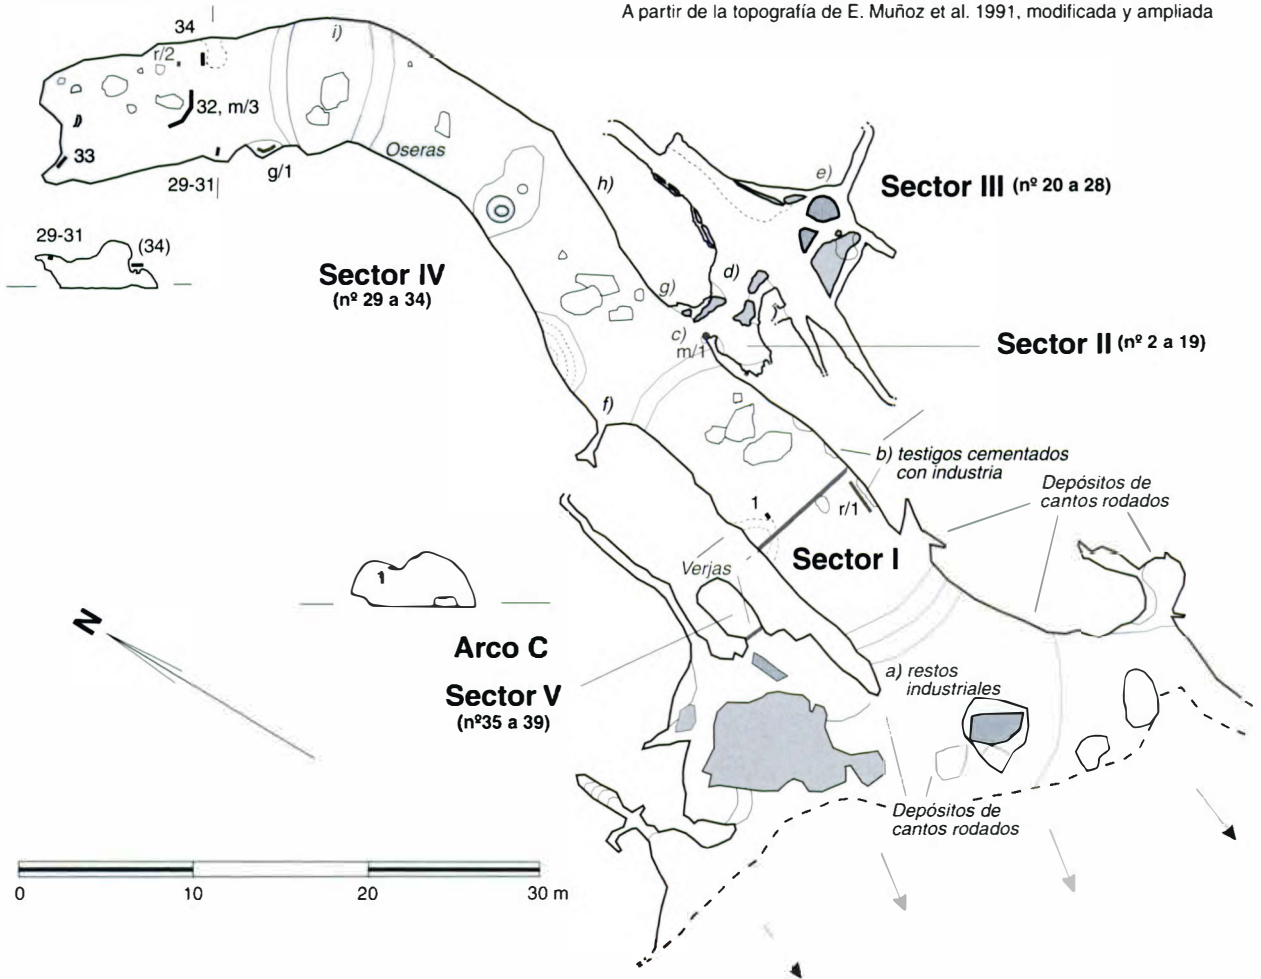 A partir de la topografía de E. Muñoz et al. 1991, modificada y ampliada
34
i)
r/2
32, m/3
33
Oseras
29-31
g/1
h)
e)
Sector III (nº 20 a 28)
29-31
(34)
Sector IV
(nº 29 a 34)
d)
g)
c)
m/1
Sector II (nº 2 a 19)
f)
b) testigos cementados
con industria
Depósitos de
cantos rodados
1
r/1
Sector I
Verjas
1
N
Arco C
Sector V
(nº35 a 39)
a) restos
industriales
Depósitos de
cantos rodados
0 10 20 30 m